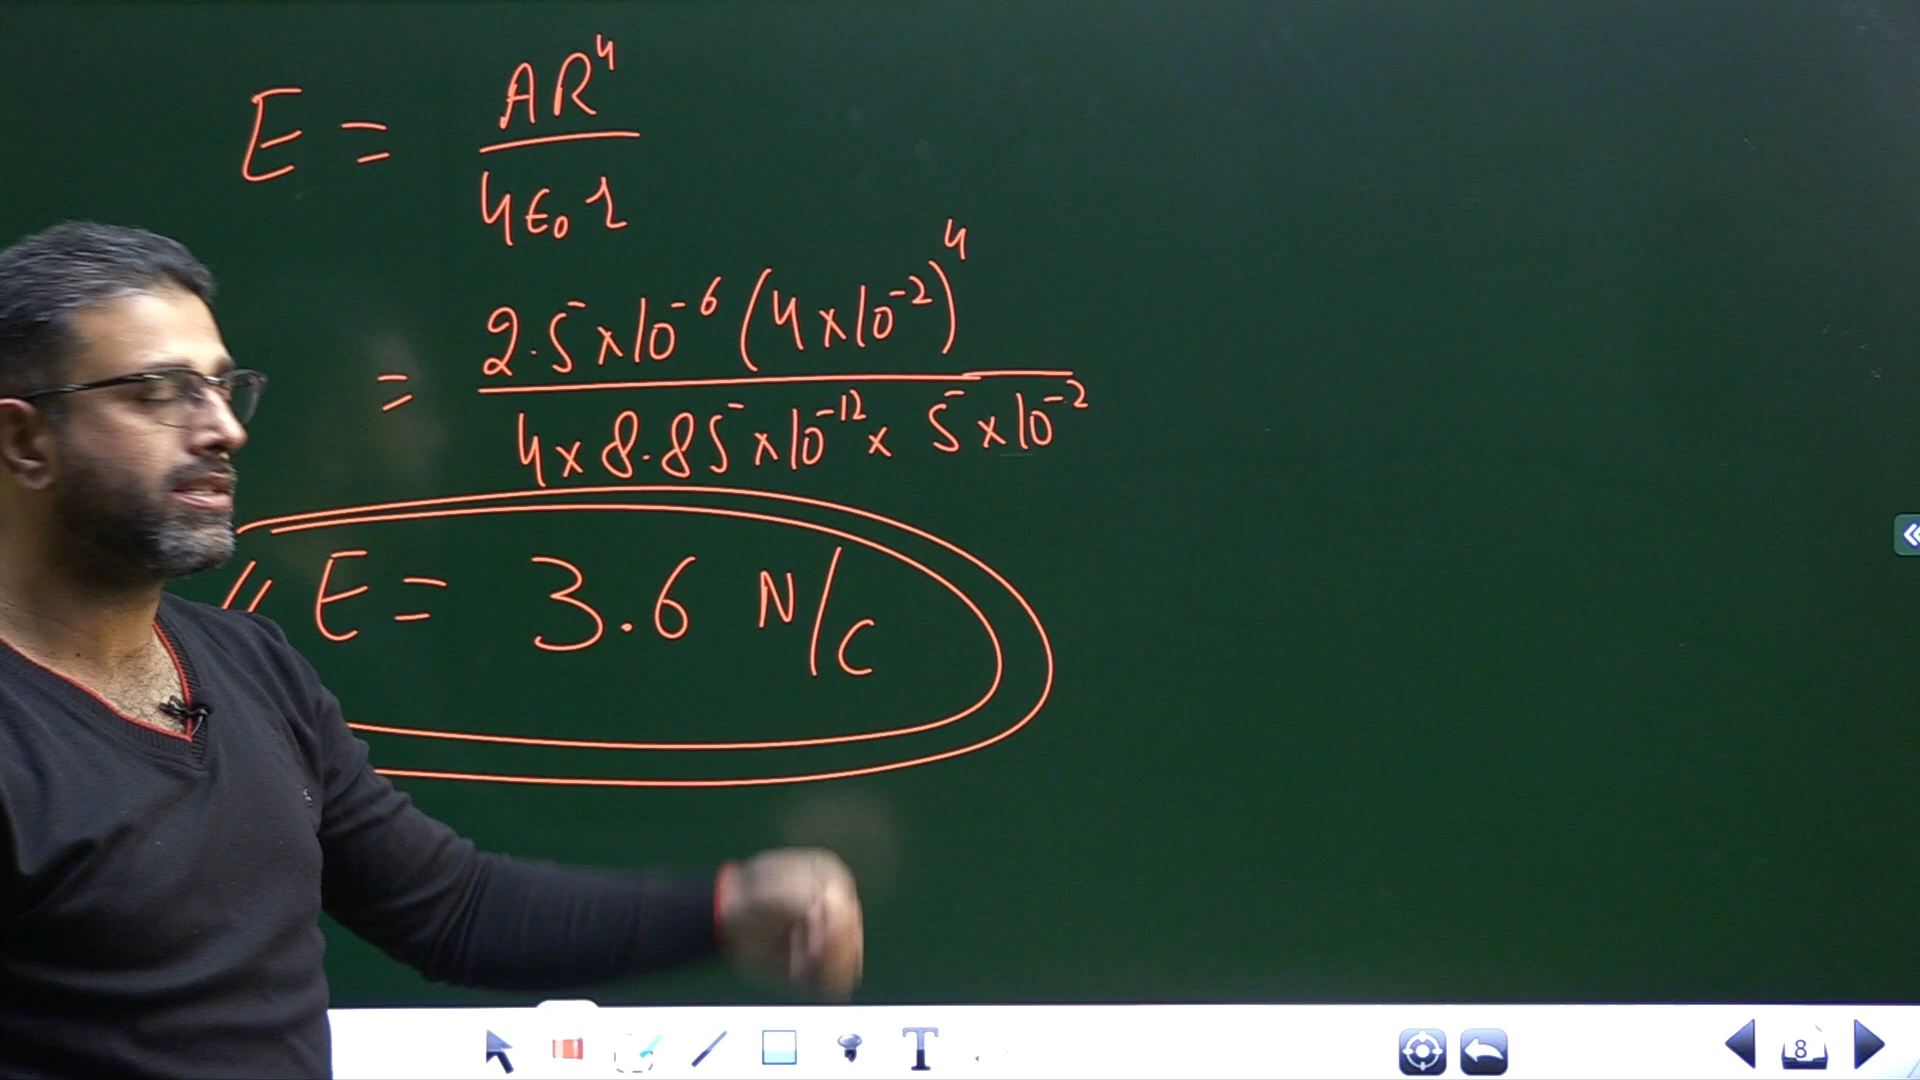 E = AR⁴
4ϵ₀r
= 2.5×10⁻⁶ (4×10⁻²)⁴
4×8.85×10⁻¹²× 5×10⁻²
E = 3.6 N/C
T
8